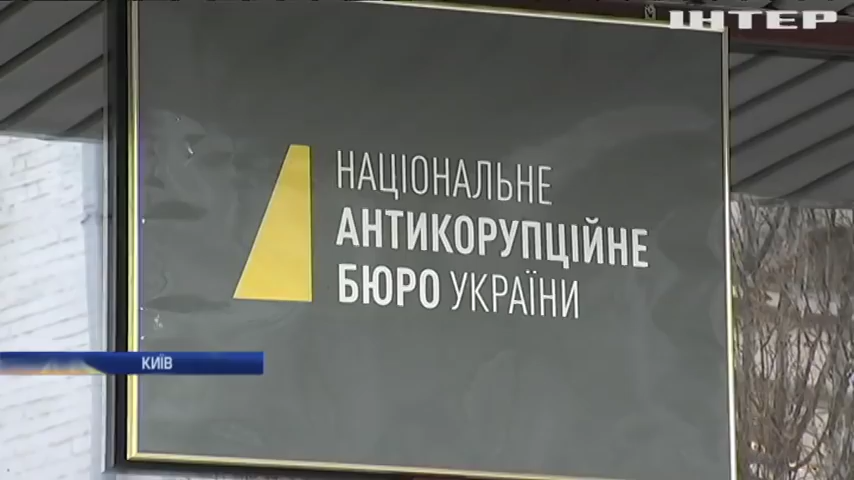 ІНТЕР
НАЦІОНАЛЬНЕ
АНТИКОРУПЦІЙНЕ
БЮРО УКРАЇНИ
КИЇВ